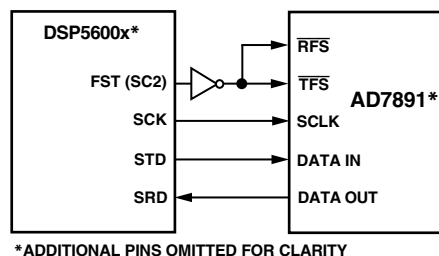 DSP5600x*
FST (SC2)
SCK
STD
SRD
RFS
TFS
AD7891*
SCLK
DATA IN
DATA OUT
*ADDITIONAL PINS OMITTED FOR CLARITY